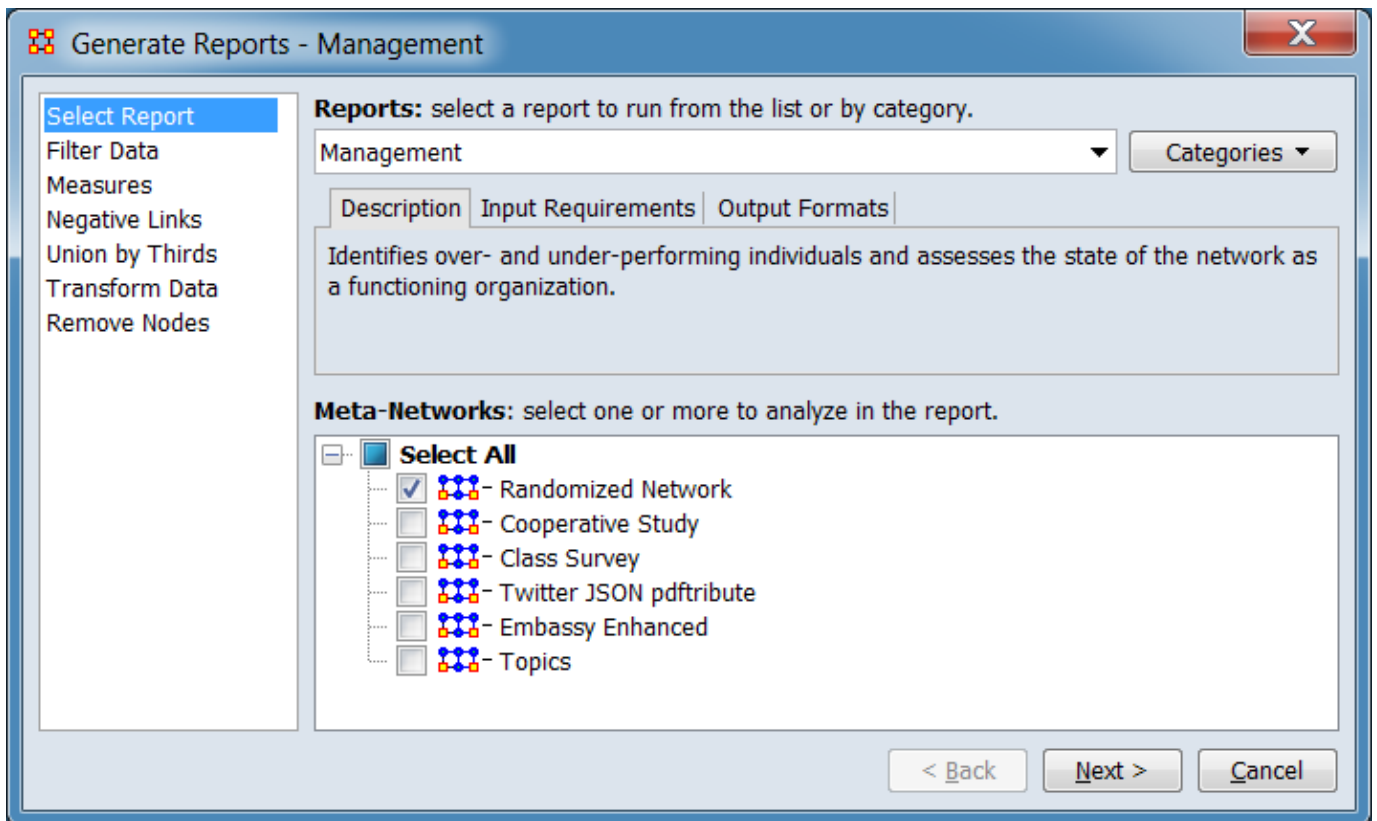 Generate Reports - Management
X
Select Report
Filter Data
Measures
Negative Links
Union by Thirds
Transform Data
Remove Nodes
Reports: select a report to run from the list or by category.
Management
Categories
Description
Input Requirements
Output Formats
Identifies over- and under-performing individuals and assesses the state of the network as
a functioning organization.
Meta-Networks: select one or more to analyze in the report.
Select All
Randomized Network
Cooperative Study
Class Survey
Twitter JSON pdftribute
Embassy Enhanced
Topics
< Back
Next >
Cancel